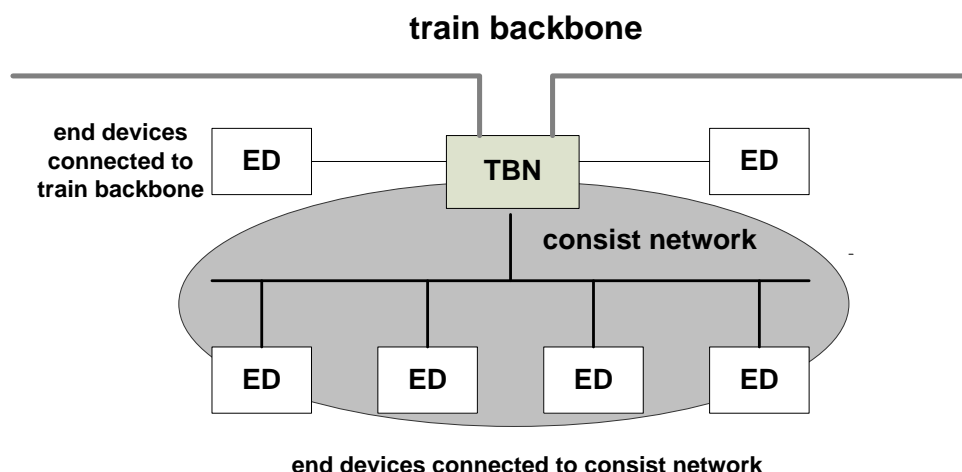 train backbone
end devices
connected to
train backbone
ED
TBN
ED
consist network
ED
ED
ED
ED
end devices connected to consist network